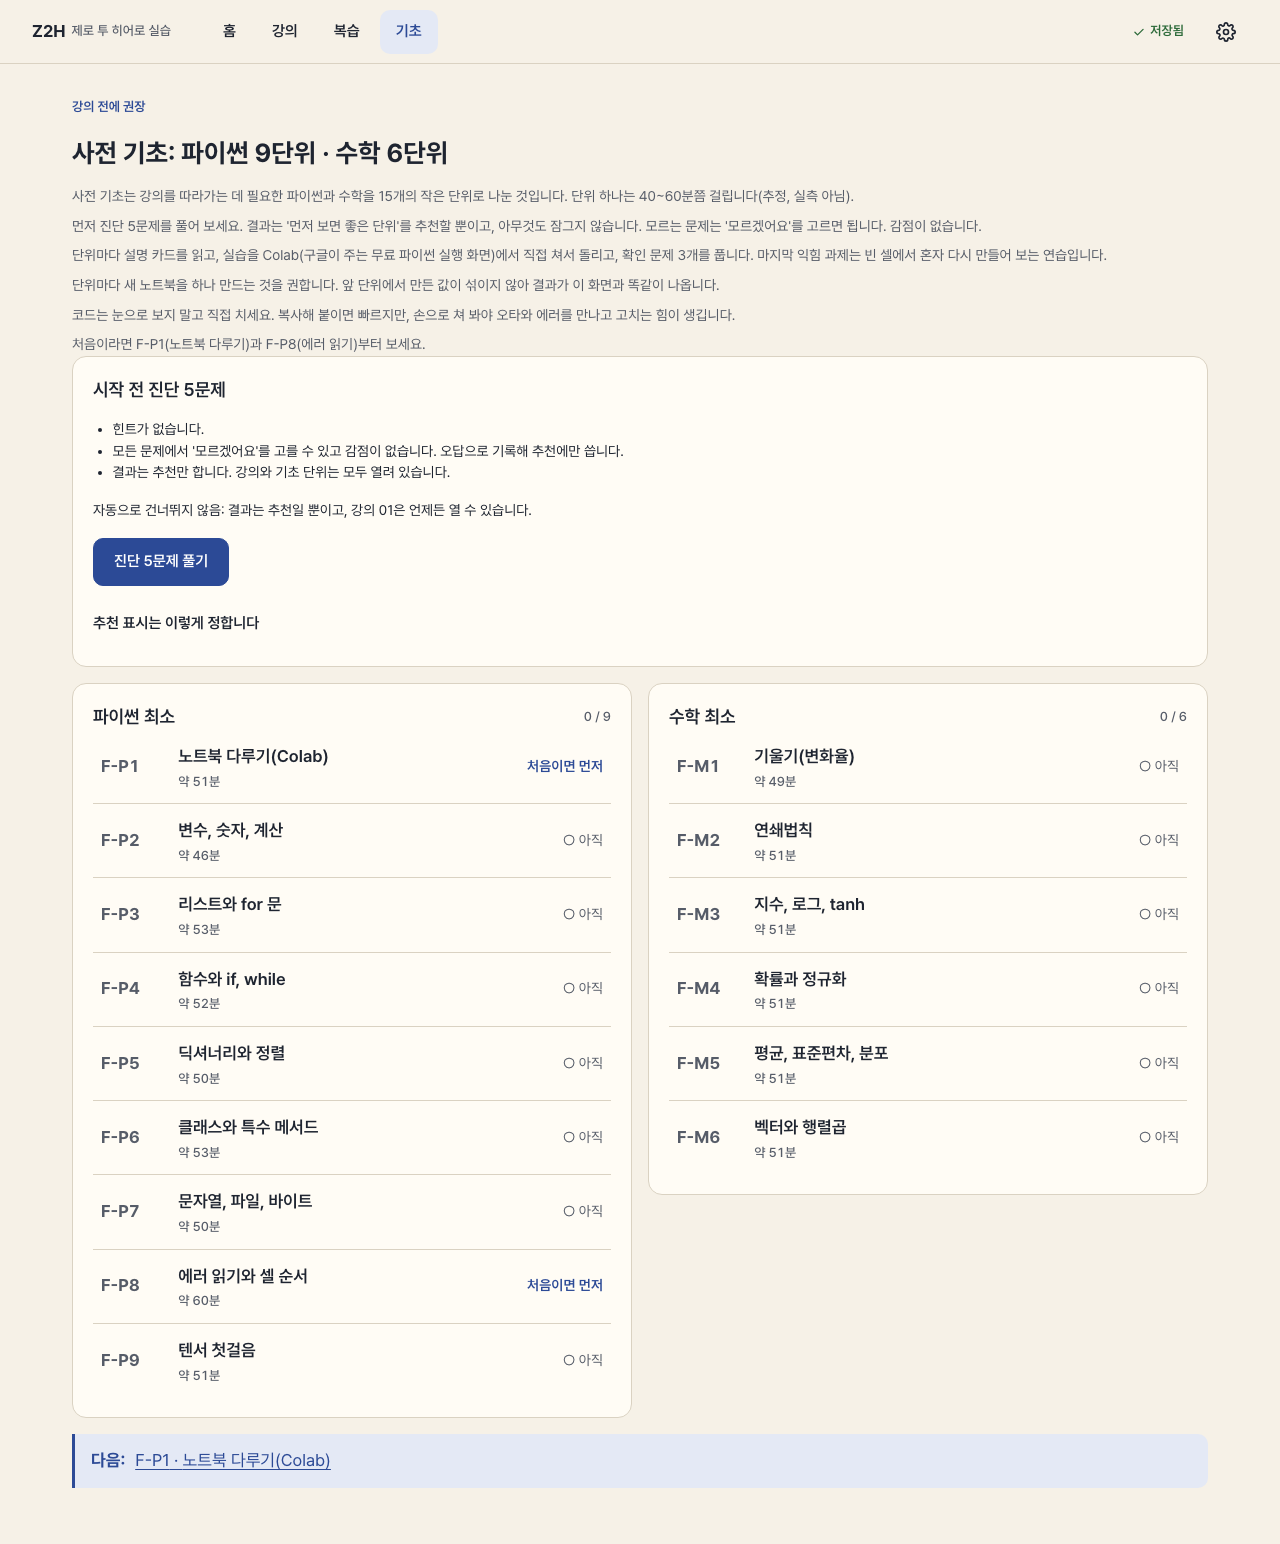 Z2H 제로 투 히어로 실습 홈 강의 복습 기초 저장됨
강의 전에 권장
사전 기초: 파이썬 9단위 · 수학 6단위
사전 기초는 강의를 따라가는 데 필요한 파이썬과 수학을 15개의 작은 단위로 나눈 것입니다. 단위 하나는 40~60분쯤 걸립니다(추정, 실측 아님).
먼저 진단 5문제를 풀어 보세요. 결과는 '먼저 보면 좋은 단위'를 추천할 뿐이고, 아무것도 잠그지 않습니다. 모르는 문제는 '모르겠어요'를 고르면 됩니다. 감점이 없습니다.
단위마다 설명 카드를 읽고, 실습을 Colab(구글이 주는 무료 파이썬 실행 화면)에서 직접 쳐서 돌리고, 확인 문제 3개를 풉니다. 마지막 익힘 과제는 빈 셀에서 혼자 다시 만들어 보는 연습입니다.
단위마다 새 노트북을 하나 만드는 것을 권합니다. 앞 단위에서 만든 값이 섞이지 않아 결과가 이 화면과 똑같이 나옵니다.
코드는 눈으로 보지 말고 직접 치세요. 복사해 붙이면 빠르지만, 손으로 쳐 봐야 오타와 에러를 만나고 고치는 힘이 생깁니다.
처음이라면 F-P1(노트북 다루기)과 F-P8(에러 읽기)부터 보세요.
시작 전 진단 5문제
• 힌트가 없습니다.
• 모든 문제에서 '모르겠어요'를 고를 수 있고 감점이 없습니다. 오답으로 기록해 추천에만 씁니다.
• 결과는 추천만 합니다. 강의와 기초 단위는 모두 열려 있습니다.
자동으로 건너뛰지 않음: 결과는 추천일 뿐이고, 강의 01은 언제든 열 수 있습니다.
진단 5문제 풀기
추천 표시는 이렇게 정합니다
파이썬 최소 0 / 9
F-P1 노트북 다루기(Colab) 처음이면 먼저
약 51분
F-P2 변수, 숫자, 계산 아직
약 46분
F-P3 리스트와 for 문 아직
약 53분
F-P4 함수와 if, while 아직
약 52분
F-P5 딕셔너리와 정렬 아직
약 50분
F-P6 클래스와 특수 메서드 아직
약 53분
F-P7 문자열, 파일, 바이트 아직
약 50분
F-P8 에러 읽기와 셀 순서 처음이면 먼저
약 60분
F-P9 텐서 첫걸음 아직
약 51분
수학 최소 0 / 6
F-M1 기울기(변화율) 아직
약 49분
F-M2 연쇄법칙 아직
약 51분
F-M3 지수, 로그, tanh 아직
약 51분
F-M4 확률과 정규화 아직
약 51분
F-M5 평균, 표준편차, 분포 아직
약 51분
F-M6 벡터와 행렬곱 아직
약 51분
다음: F-P1 · 노트북 다루기(Colab)